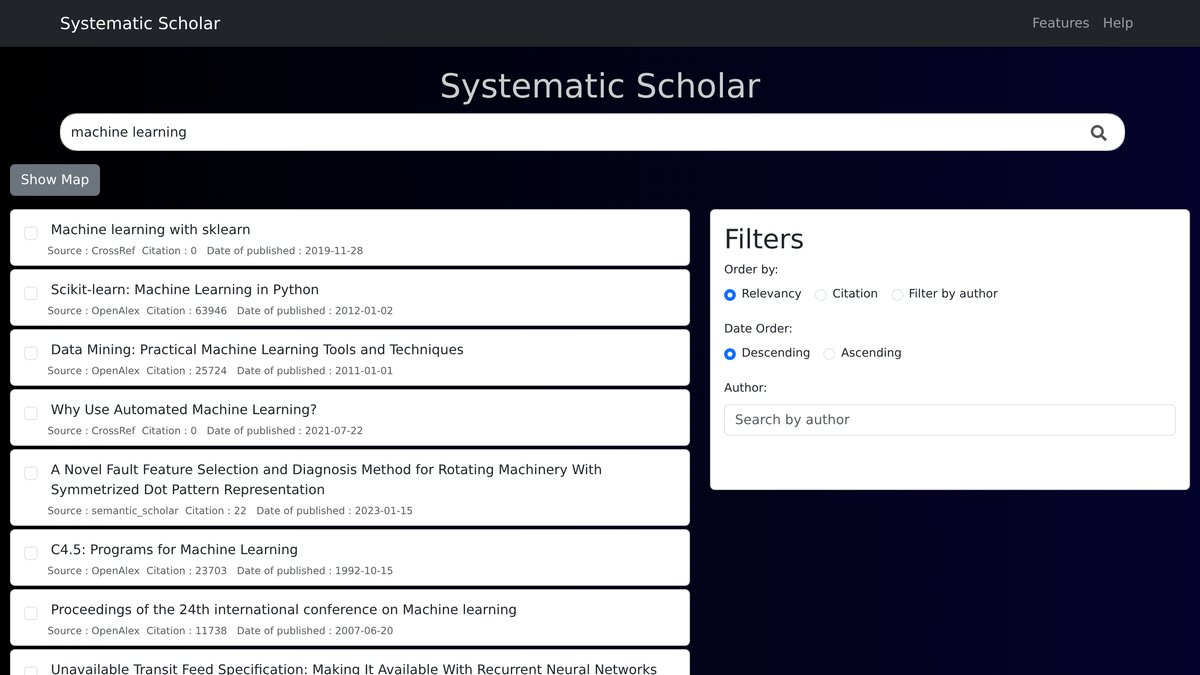 Systematic Scholar
Features Help
Systematic Scholar
machine learning
Show Map
Machine learning with sklearn
Source : CrossRef Citation : 0 Date of published : 2019-11-28
Scikit-learn: Machine Learning in Python
Source : OpenAlex Citation : 63946 Date of published : 2012-01-02
Data Mining: Practical Machine Learning Tools and Techniques
Source : OpenAlex Citation : 25724 Date of published : 2011-01-01
Why Use Automated Machine Learning?
Source : CrossRef Citation : 0 Date of published : 2021-07-22
A Novel Fault Feature Selection and Diagnosis Method for Rotating Machinery With
Symmetrized Dot Pattern Representation
Source : semantic_scholar Citation : 22 Date of published : 2023-01-15
C4.5: Programs for Machine Learning
Source : OpenAlex Citation : 23703 Date of published : 1992-10-15
Proceedings of the 24th international conference on Machine learning
Source : OpenAlex Citation : 11738 Date of published : 2007-06-20
Unavailable Transit Feed Specification: Making It Available With Recurrent Neural Networks
Filters
Order by:
Relevancy Citation Filter by author
Date Order:
Descending Ascending
Author:
Search by author